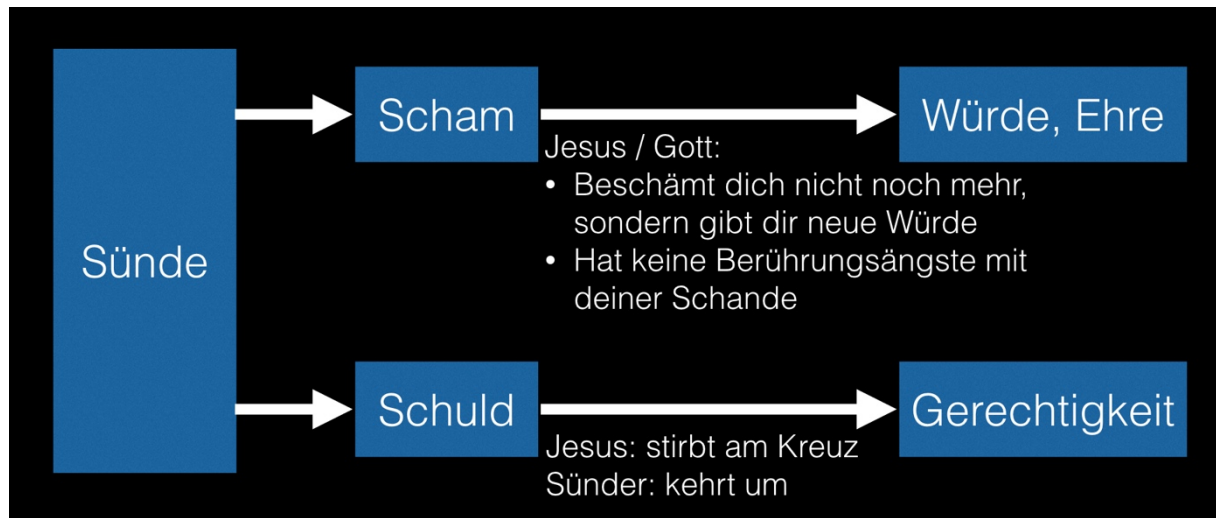 Sünde
Scham
Würde, Ehre
Jesus / Gott:
• Beschämt dich nicht noch mehr,
sondern gibt dir neue Würde
• Hat keine Berührungsängste mit
deiner Schande
Schuld
Gerechtigkeit
Jesus: stirbt am Kreuz
Sünder: kehrt um